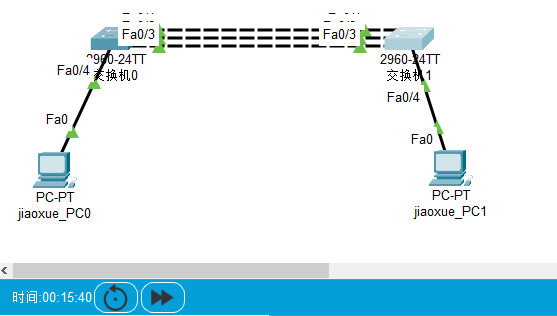 Fa0/3
Fa0/3
2960-24TT
交换机0
2960-24TT
交换机1
Fa0/4
Fa0/4
Fa0
Fa0
PC-PT
jiaoxue_PC0
PC-PT
jiaoxue_PC1
时间:00:15:40